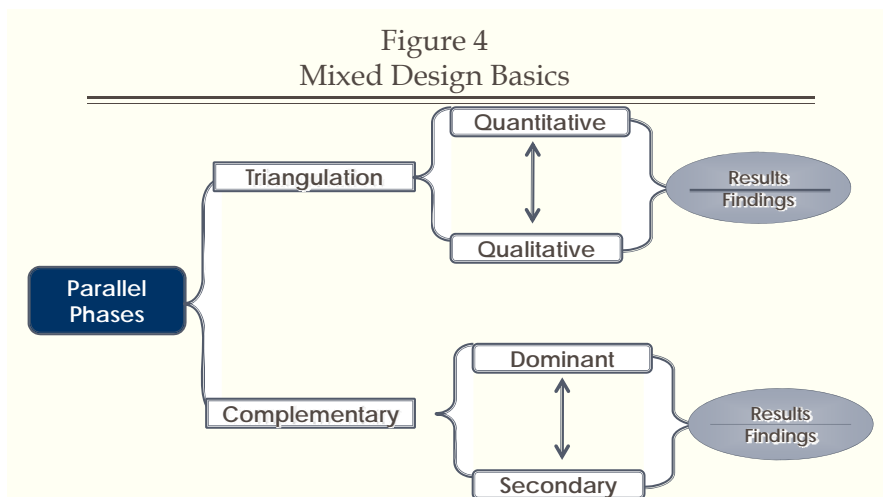 Figure 4
Mixed Design Basics
Quantitative
Triangulation
Results
Findings
Qualitative
Parallel
Phases
Dominant
Complementary
Results
Findings
Secondary